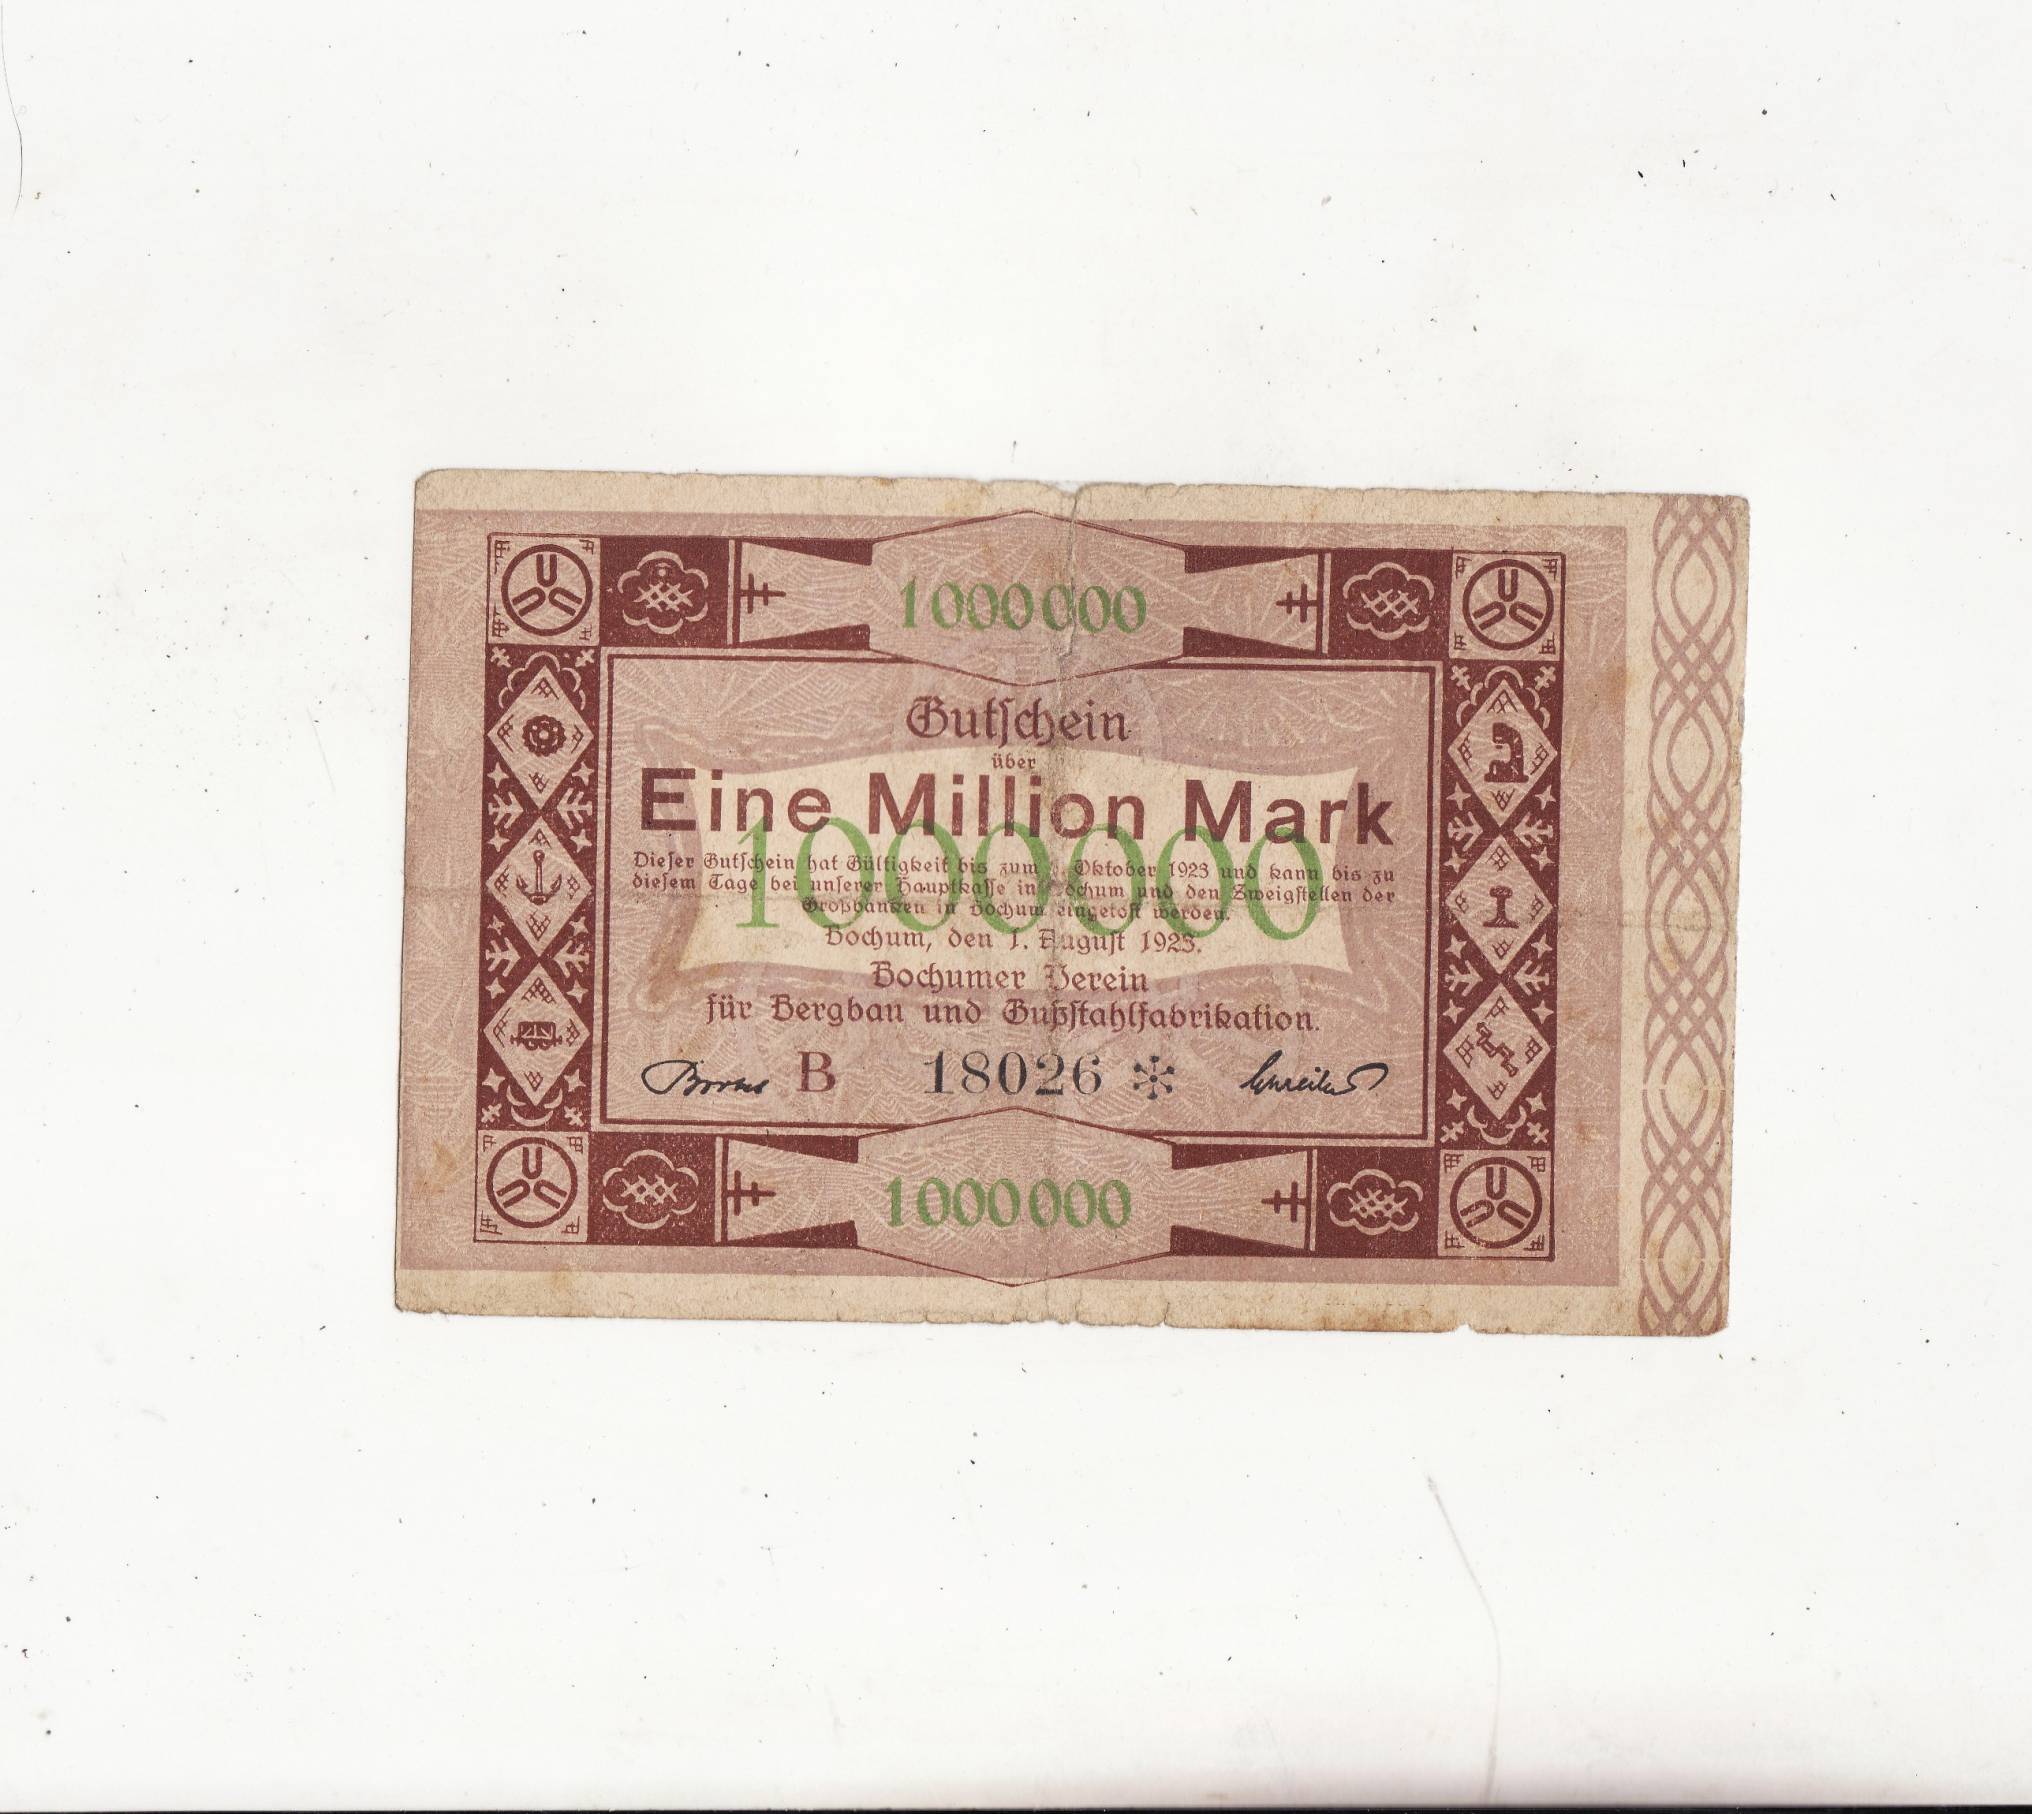 1000000
Gutschein
über
Eine Million Mark
1000000
Dieser Gutschein hat Gültigkeit bis zum Oktober 1923 und kann bis zu
diesem Tage bei unserer Hauptkasse in Bochum und den Zweigstellen der
Großbanken in Bochum eingelöst werden.
Bochum, den 1. August 1923.
Bochumer Verein
für Bergbau und Gußstahlfabrikation.
B 18026
1000000